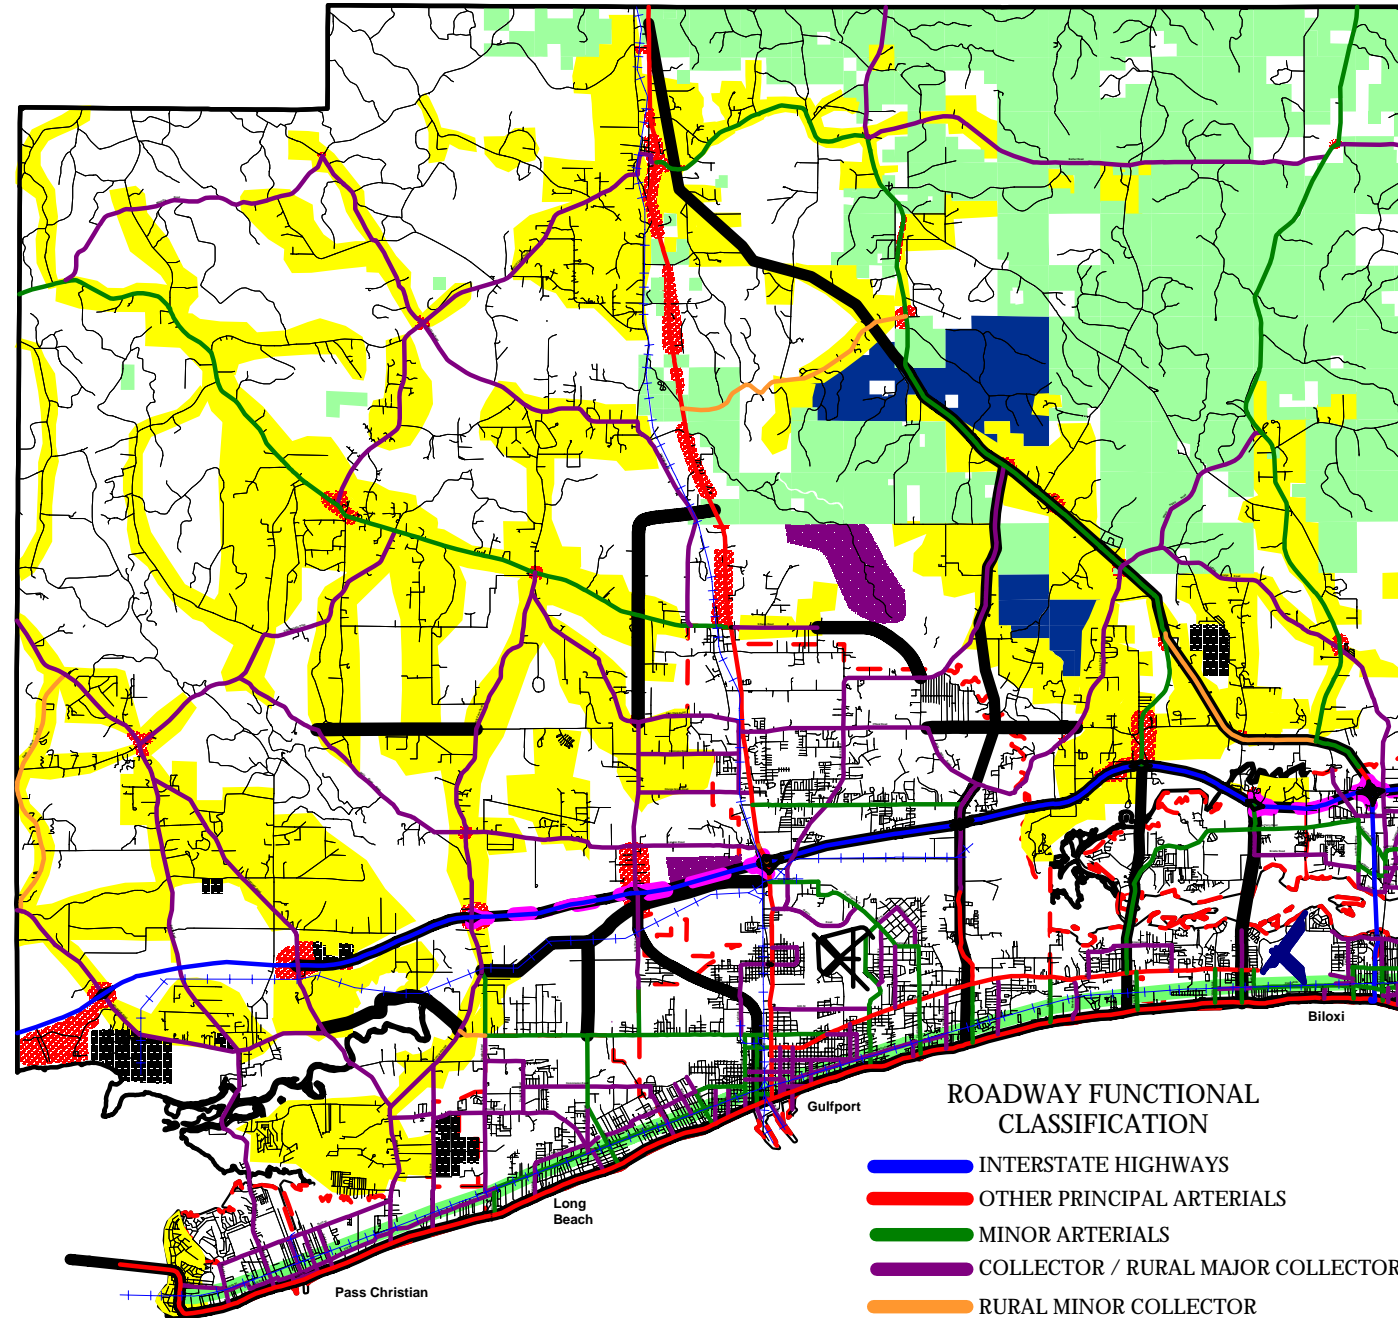 Biloxi
Gulfport
Long
Beach
Pass Christian
ROADWAY FUNCTIONAL
CLASSIFICATION
INTERSTATE HIGHWAYS
OTHER PRINCIPAL ARTERIALS
MINOR ARTERIALS
COLLECTOR / RURAL MAJOR COLLECTOR
RURAL MINOR COLLECTOR